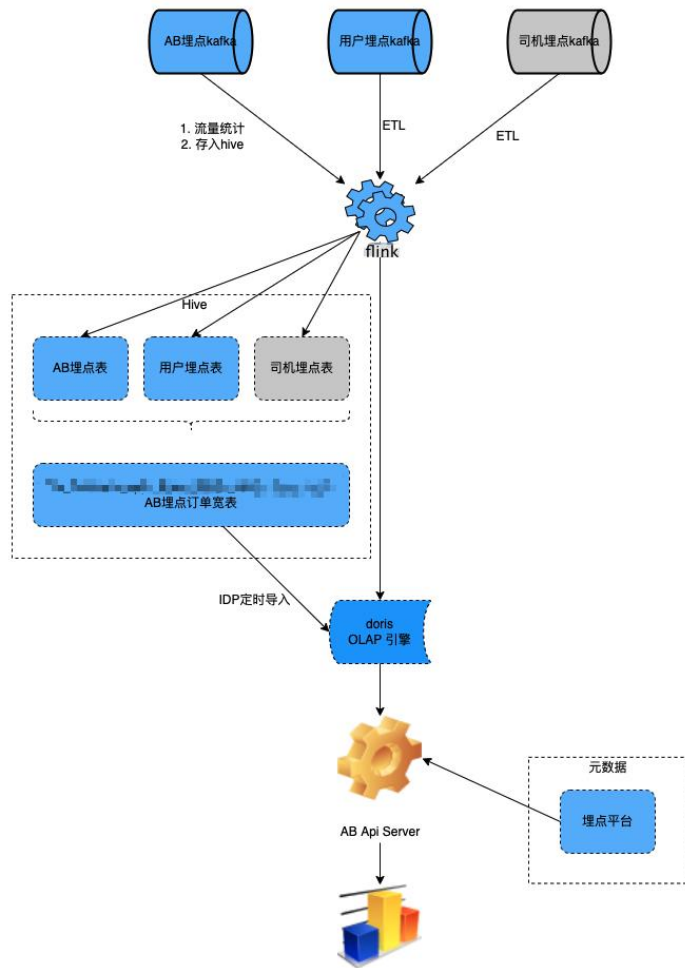 AB埋点kafka
用户埋点kafka
司机埋点kafka
1. 流量统计
2. 存入hive
ETL
ETL
flink
Hive
AB埋点表
用户埋点表
司机埋点表
AB埋点订单宽表
IDP定时导入
doris
OLAP 引擎
元数据
埋点平台
AB Api Server